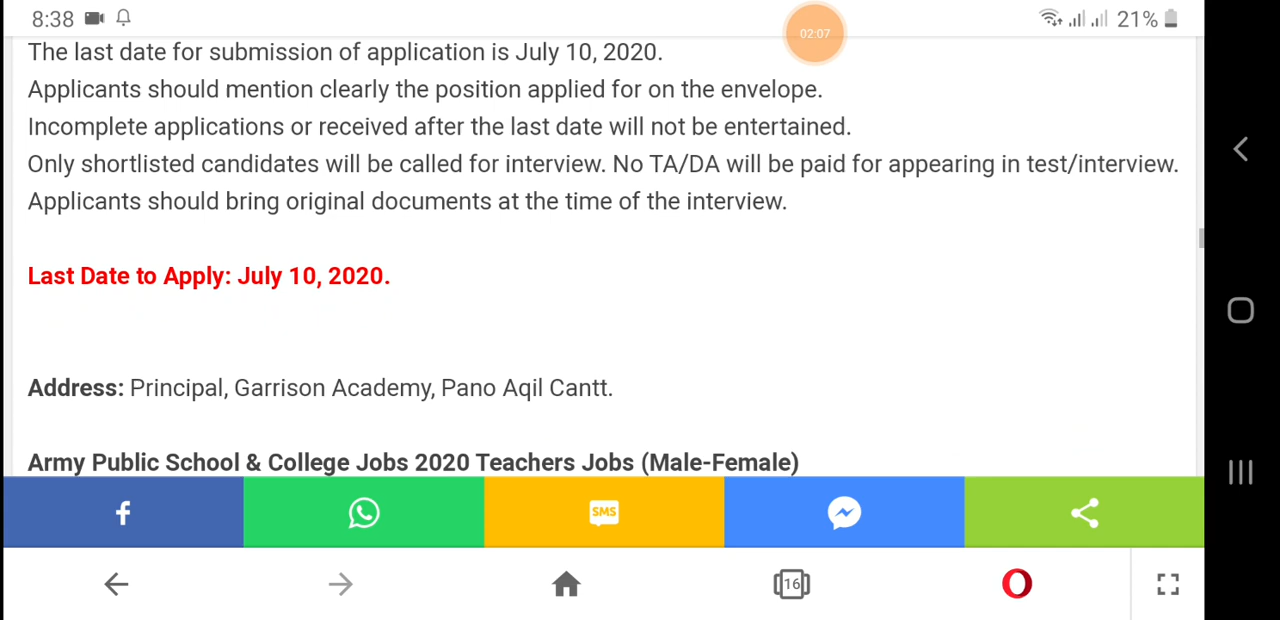 8:38
02:07
21%
The last date for submission of application is July 10, 2020.
Applicants should mention clearly the position applied for on the envelope.
Incomplete applications or received after the last date will not be entertained.
Only shortlisted candidates will be called for interview. No TA/DA will be paid for appearing in test/interview.
Applicants should bring original documents at the time of the interview.
Last Date to Apply: July 10, 2020.
Address: Principal, Garrison Academy, Pano Aqil Cantt.
Army Public School & College Jobs 2020 Teachers Jobs (Male-Female)
SMS
16